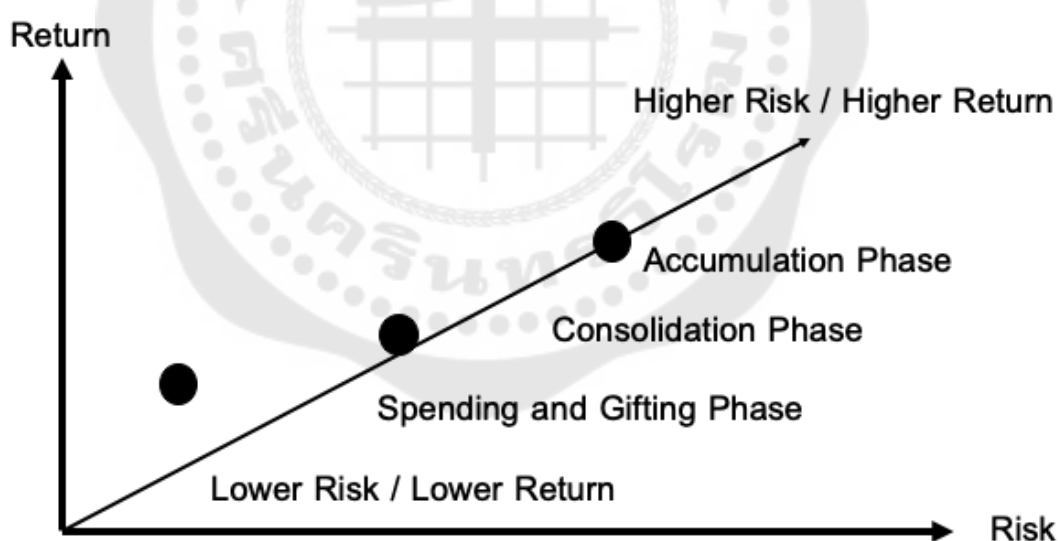 Return
Higher Risk / Higher Return
Accumulation Phase
Consolidation Phase
Spending and Gifting Phase
Lower Risk / Lower Return
Risk